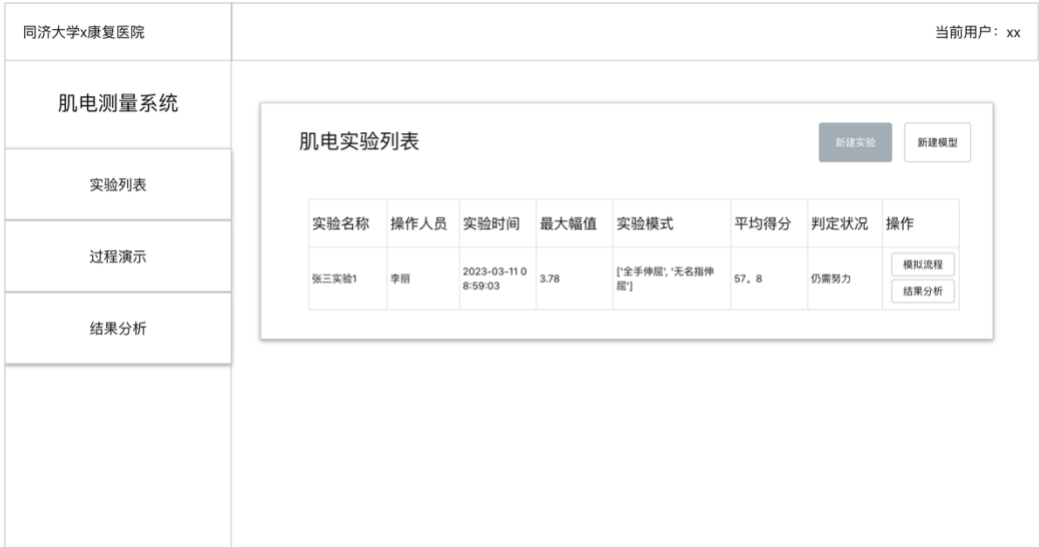 同济大学x康复医院
当前用户：xx
肌电测量系统
实验列表
过程演示
结果分析
肌电实验列表
新建实验
新建模型
实验名称 操作人员 实验时间 最大幅值 实验模式 平均得分 判定状况 操作
张三实验1
李丽
2023-03-11 0
8:59:03
3.78
['全手伸屈', '无名指伸
屈']
57。8
仍需努力
模拟流程
结果分析